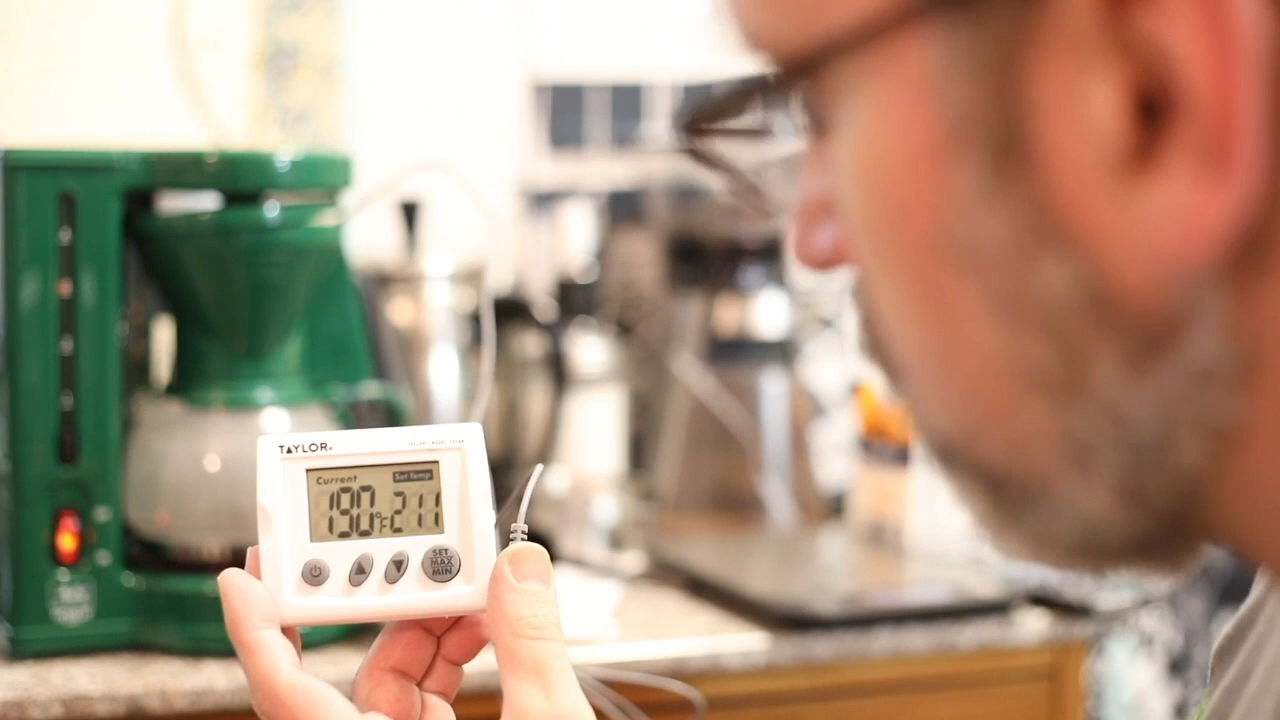 TAYLOR
Current Set Temp
190°F 211
SET
MAX
MIN